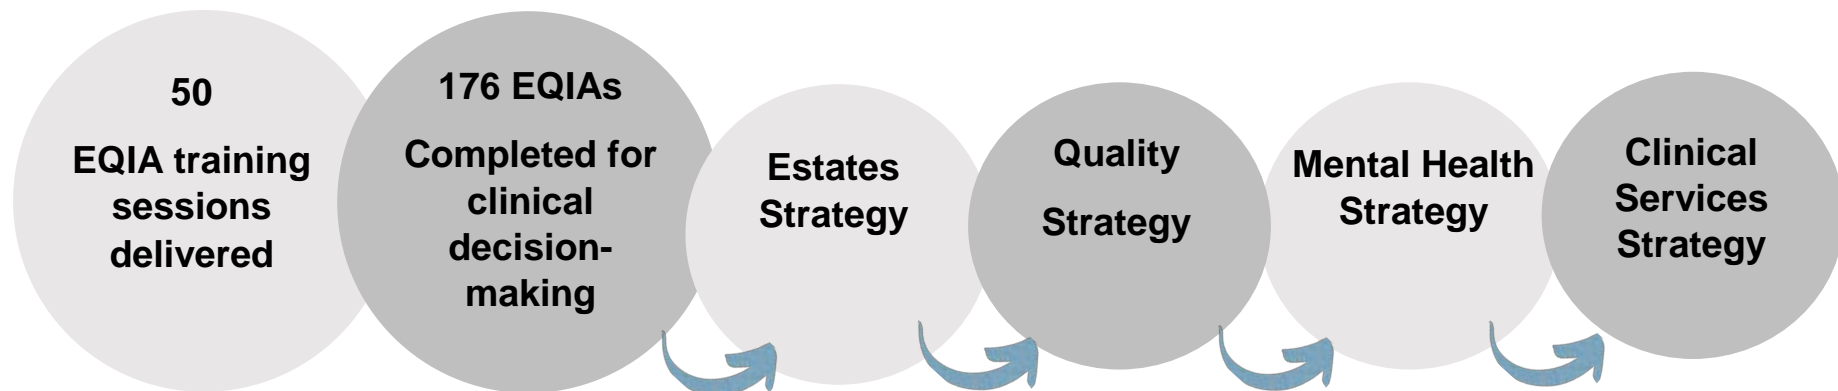 50
EQIA training
sessions
delivered
176 EQIAs
Completed for
clinical
decision-
making
Estates
Strategy
Quality
Strategy
Mental Health
Strategy
Clinical
Services
Strategy